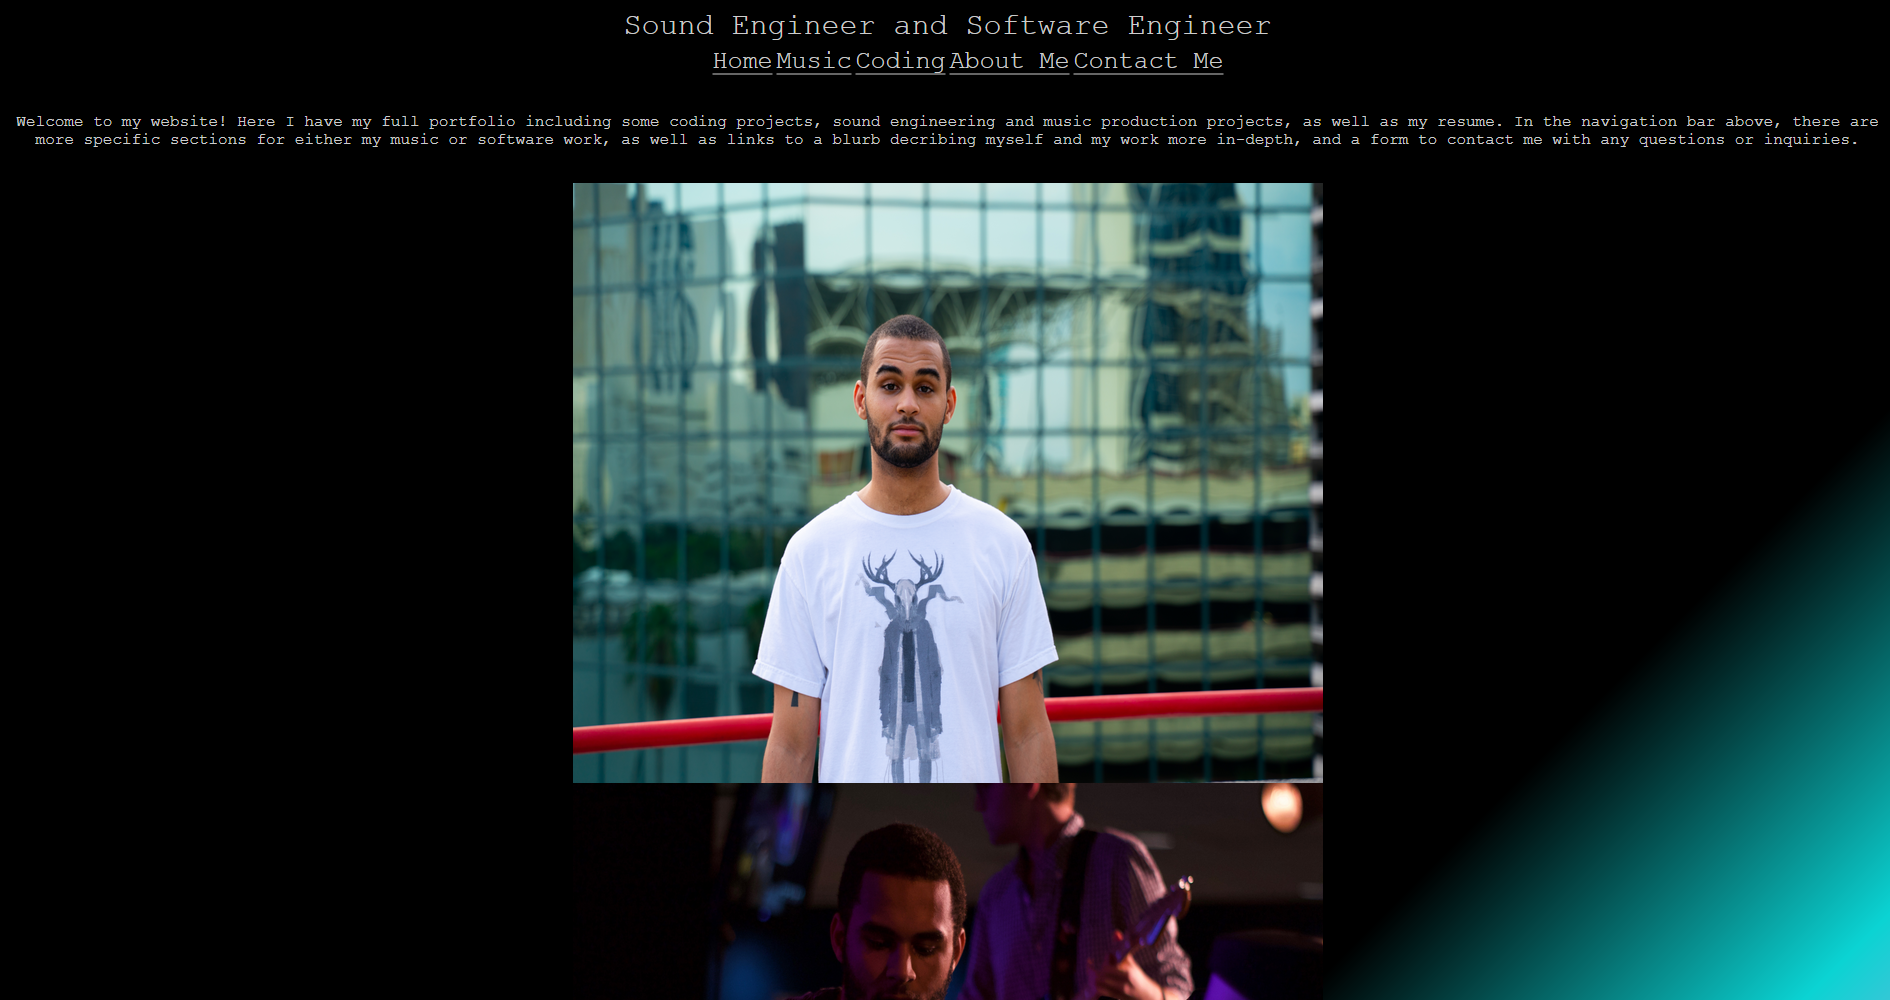 Sound Engineer and Software Engineer
Home Music Coding About Me Contact Me
Welcome to my website! Here I have my full portfolio including some coding projects, sound engineering and music production projects, as well as my resume. In the navigation bar above, there are
more specific sections for either my music or software work, as well as links to a blurb decribing myself and my work more in-depth, and a form to contact me with any questions or inquiries.